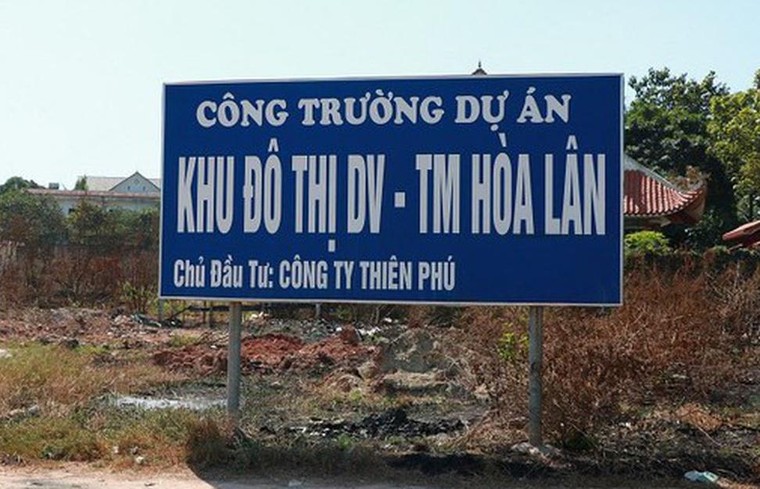 CÔNG TRƯỜNG DỰ ÁN
KHU ĐÔ THỊ DV - TM HÒA LÂN
Chủ Đầu Tư: CÔNG TY THIÊN PHÚ